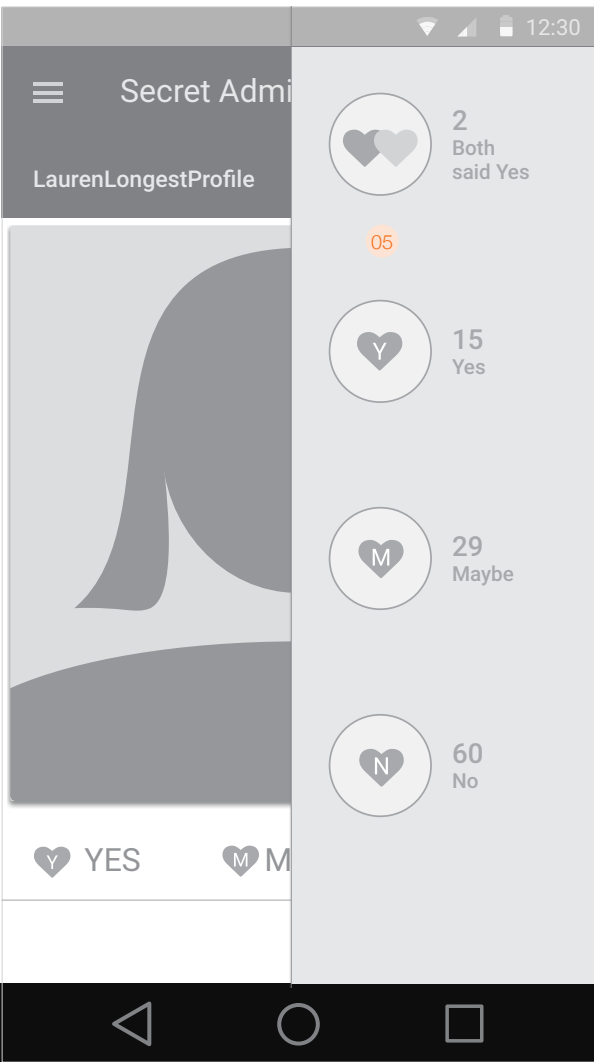 12:30
Secret Admi
LaurenLongestProfile
2
Both
said Yes
05
Y
15
Yes
M
29
Maybe
N
60
No
Y YES
M M